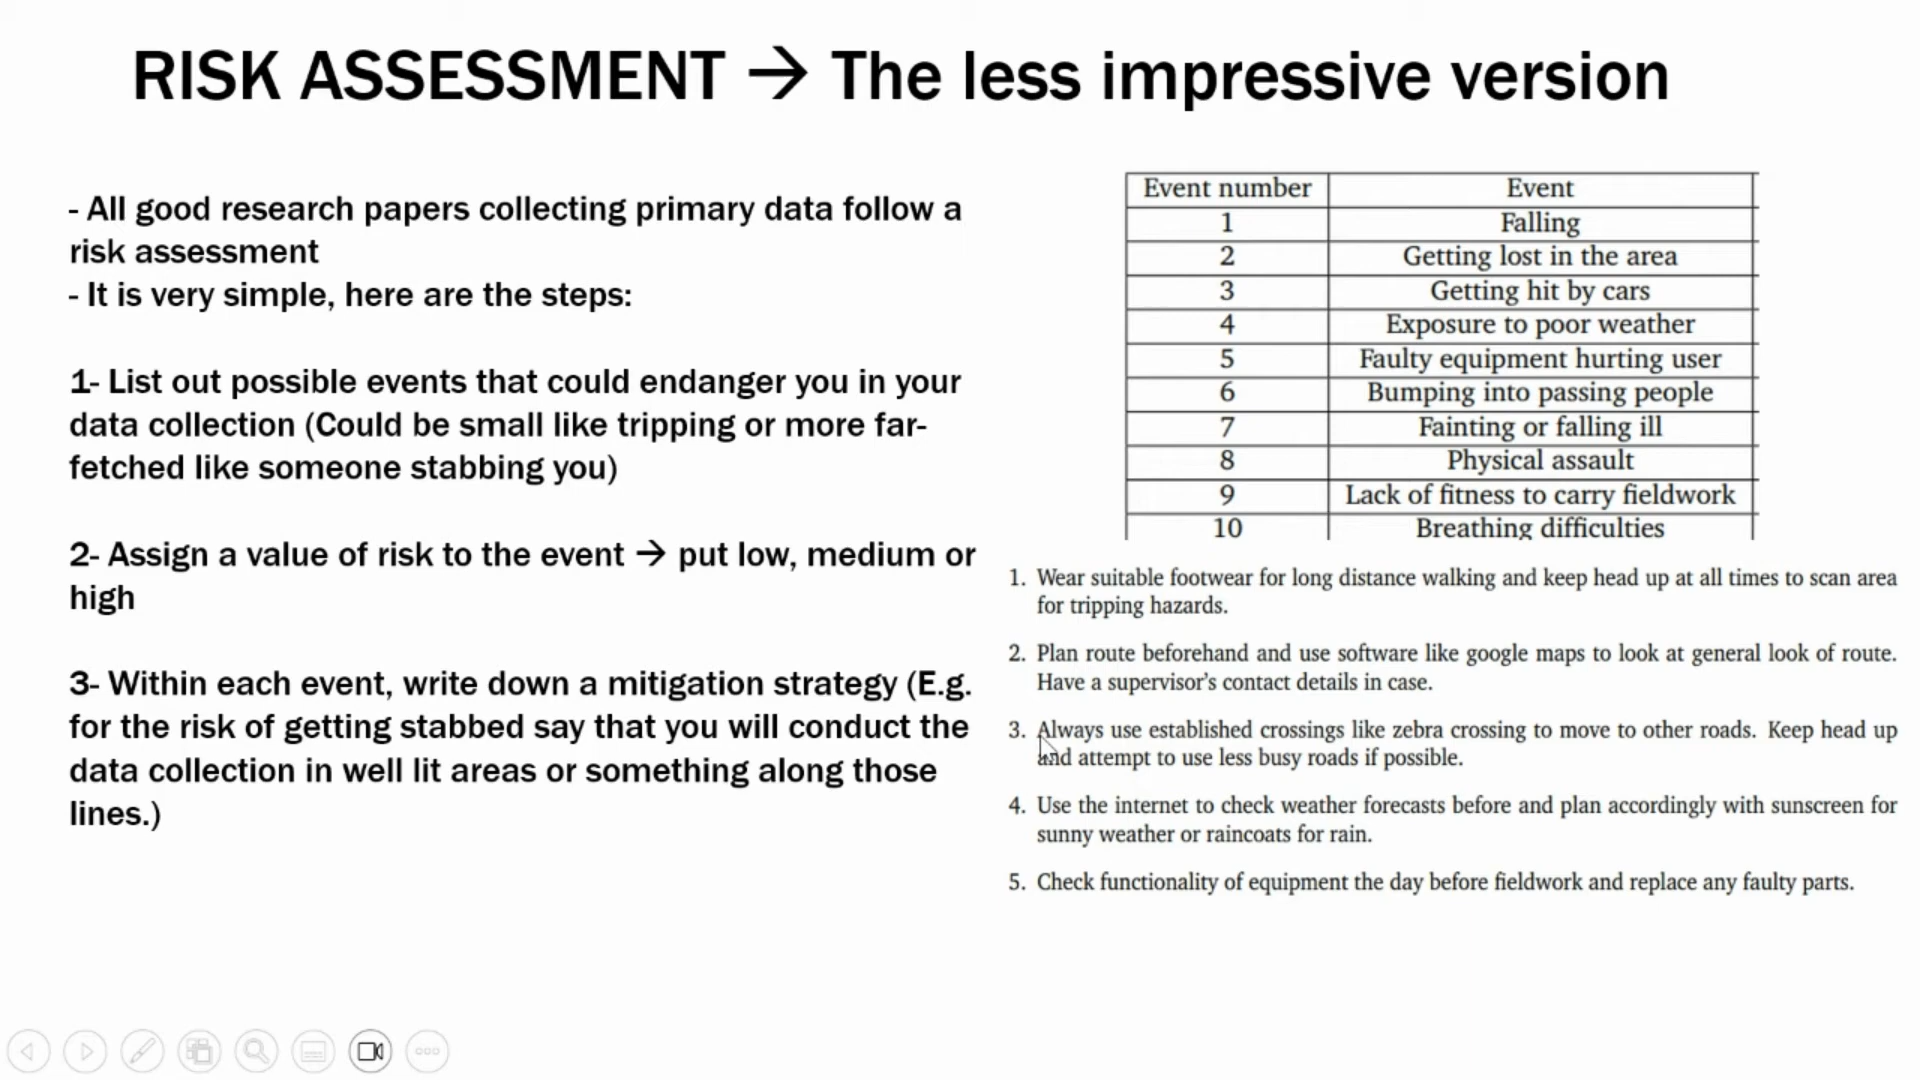 RISK ASSESSMENT → The less impressive version
- All good research papers collecting primary data follow a
risk assessment
- It is very simple, here are the steps:
1- List out possible events that could endanger you in your
data collection (Could be small like tripping or more far-
fetched like someone stabbing you)
2- Assign a value of risk to the event → put low, medium or
high
3- Within each event, write down a mitigation strategy (E.g.
for the risk of getting stabbed say that you will conduct the
data collection in well lit areas or something along those
lines.)
Event number Event
1 Falling
2 Getting lost in the area
3 Getting hit by cars
4 Exposure to poor weather
5 Faulty equipment hurting user
6 Bumping into passing people
7 Fainting or falling ill
8 Physical assault
9 Lack of fitness to carry fieldwork
10 Breathing difficulties
1. Wear suitable footwear for long distance walking and keep head up at all times to scan area
for tripping hazards.
2. Plan route beforehand and use software like google maps to look at general look of route.
Have a supervisor's contact details in case.
3. Always use established crossings like zebra crossing to move to other roads. Keep head up
and attempt to use less busy roads if possible.
4. Use the internet to check weather forecasts before and plan accordingly with sunscreen for
sunny weather or raincoats for rain.
5. Check functionality of equipment the day before fieldwork and replace any faulty parts.